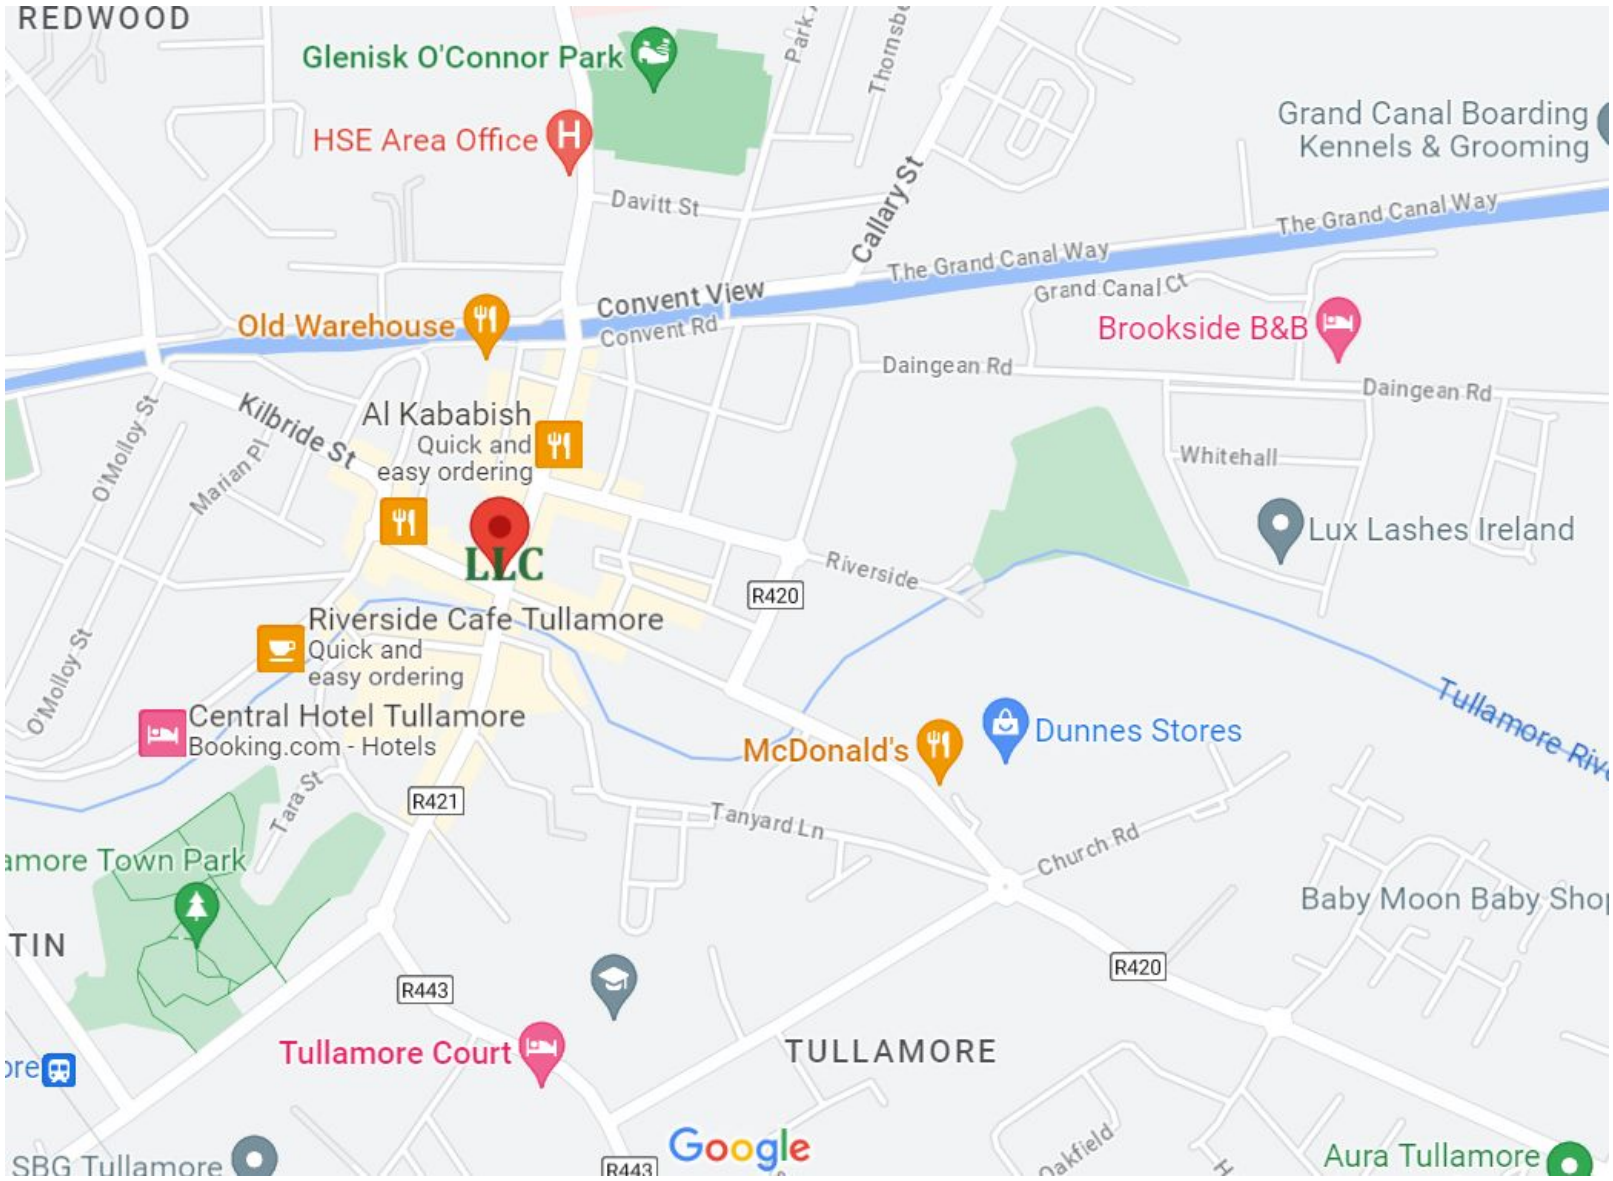 REDWOOD
Glenisk O'Connor Park
HSE Area Office
H
Davitt St
Callary St
Grand Canal Boarding
Kennels & Grooming
The Grand Canal Way
The Grand Canal Way
Convent View
Convent Rd
Grand Canal Ct
Old Warehouse
Brookside B&B
Daingean Rd
Daingean Rd
Kilbride St
O'Molloy St
Marian Pl
Al Kababish
Quick and
easy ordering
Whitehall
Lux Lashes Ireland
LLC
Riverside
R420
Riverside Cafe Tullamore
Quick and
easy ordering
O'Molloy St
Central Hotel Tullamore
Booking.com - Hotels
McDonald's
Dunnes Stores
Tullamore Rive
R421
Tara St
Tanyard Ln
Church Rd
amore Town Park
Baby Moon Baby Shop
TIN
R420
R443
Tullamore Court
TULLAMORE
ore
SBG Tullamore
Google
R443
Oakfield
H
Aura Tullamore